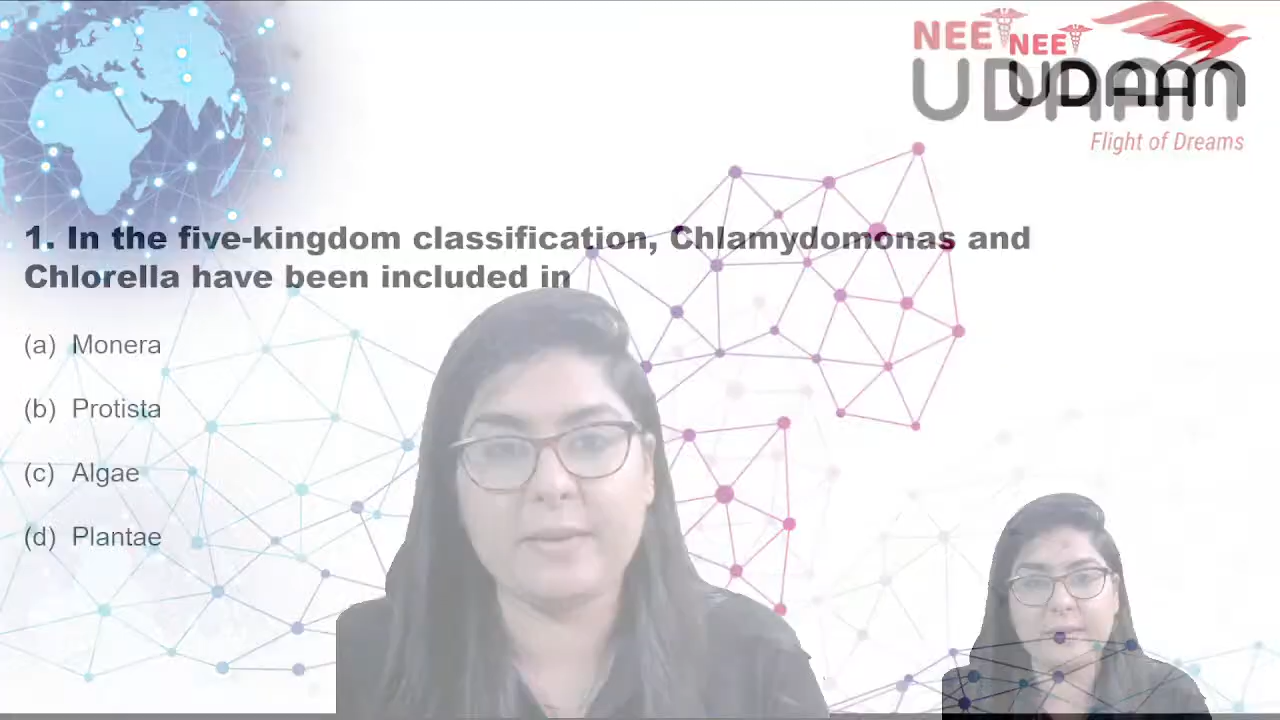 NEET
NEET
UDAAN
UDAAN
Flight of Dreams
1. In the five-kingdom classification, Chlamydomonas and
Chlorella have been included in
(a) Monera
(b) Protista
(c) Algae
(d) Plantae